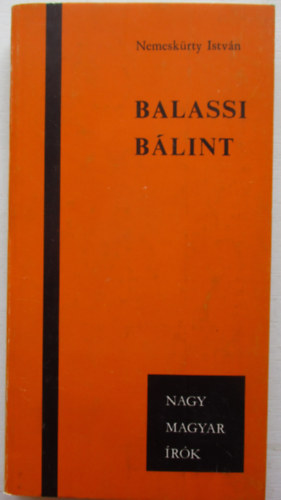 Nemeskürty István
BALASSI
BÁLINT
NAGY
MAGYAR
ÍRÓK